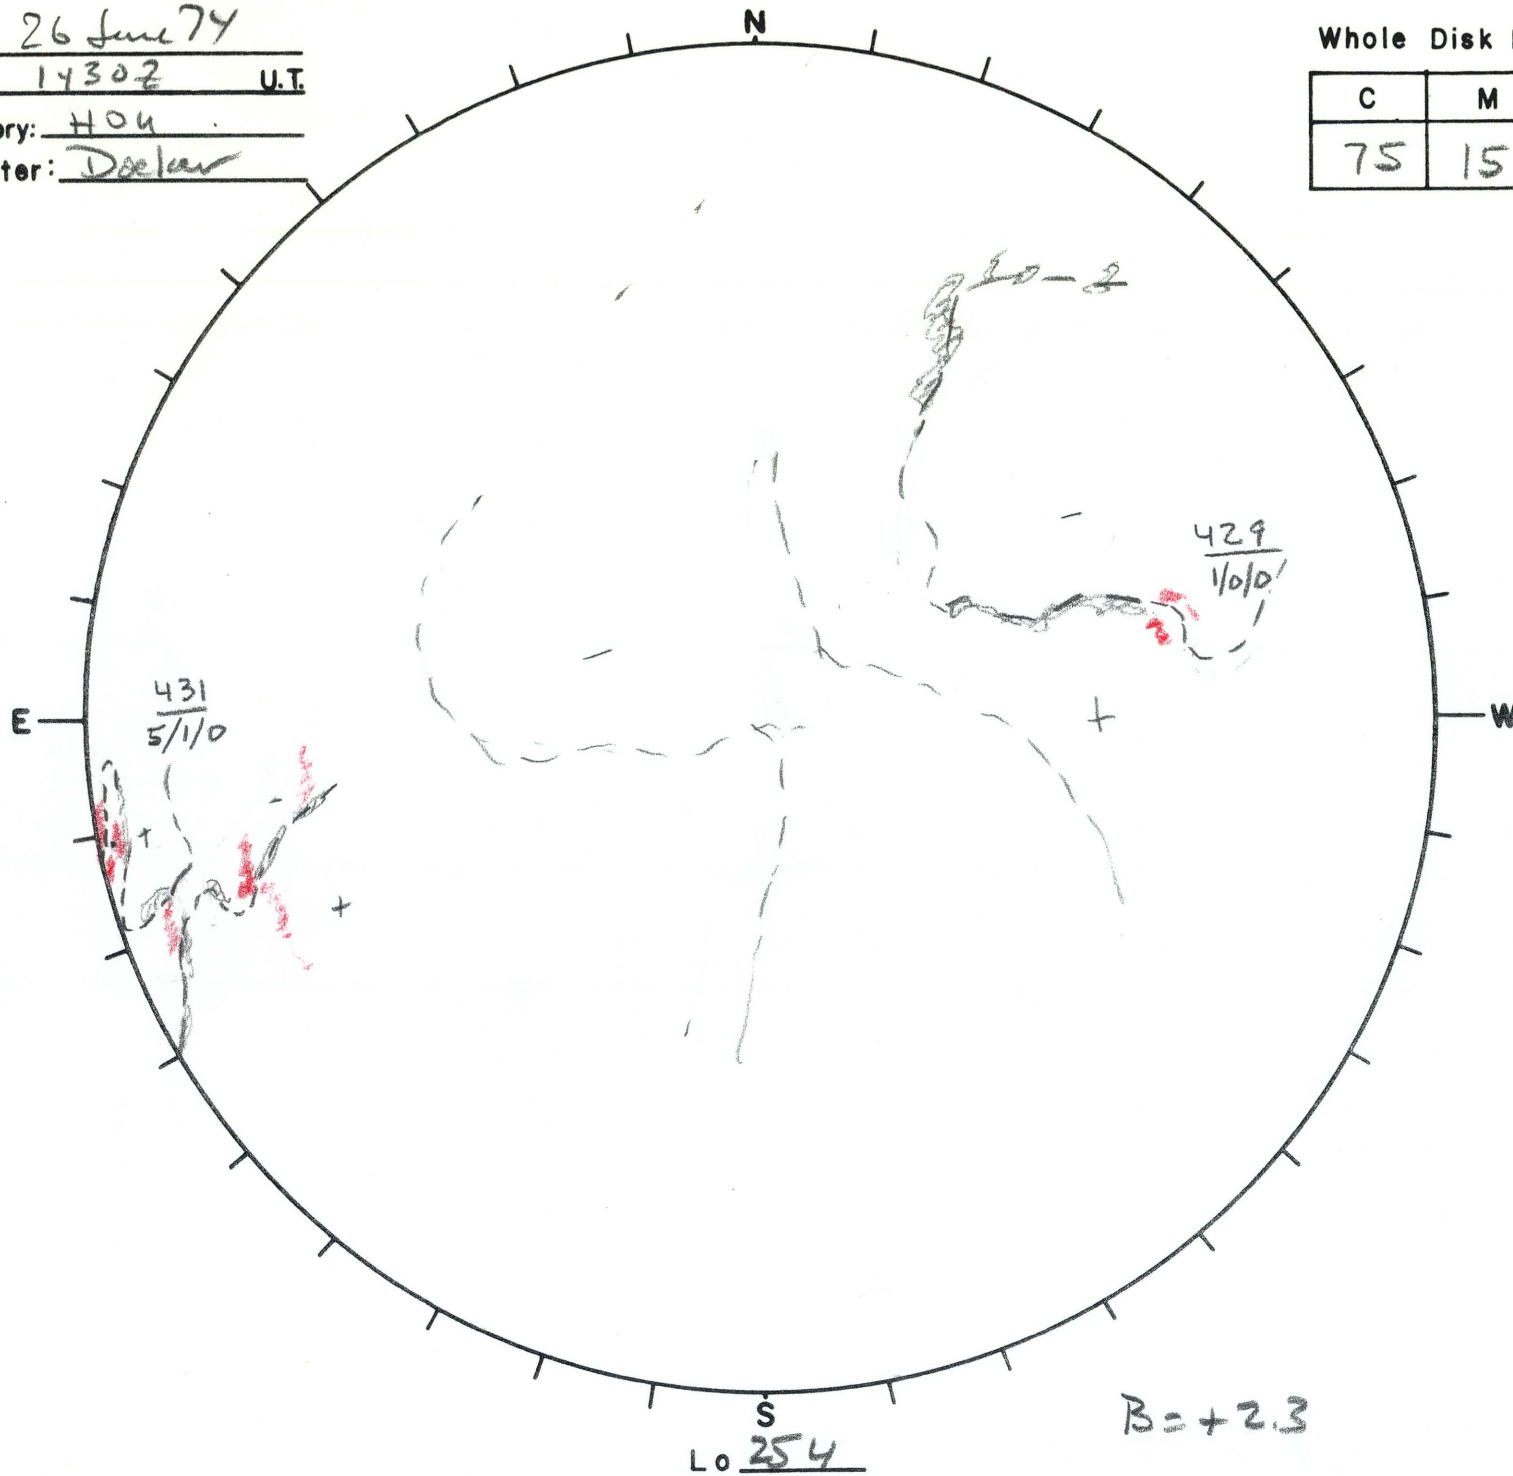 26 June 74
1430Z U.T.
ory: HOU
ter:
N
Whole Disk
C M
75 15
429
1/0/0
431
5/1/0
E
W
S
Lo 254
B=+2.3